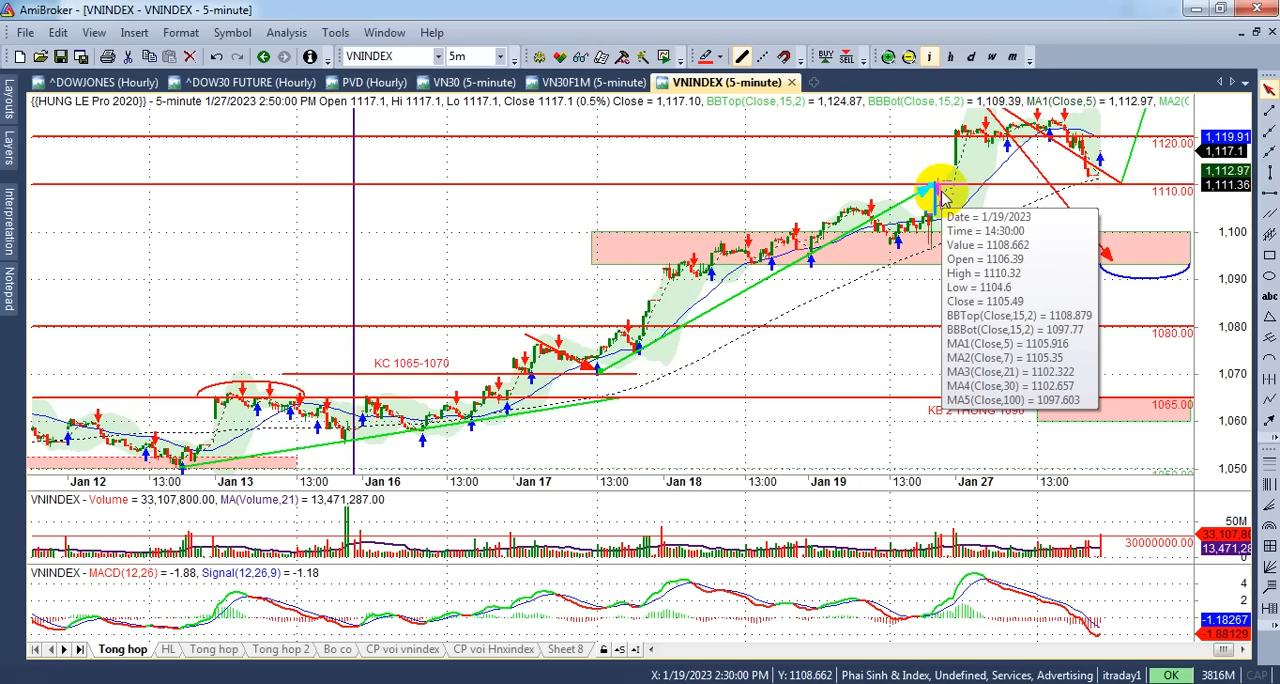 AmiBroker - [VNINDEX - VNINDEX - 5-minute]
File Edit View Insert Format Symbol Analysis Tools Window Help
VNINDEX 5m BUY SELL i h d w m
^DOWJONES (Hourly) ^DOW30 FUTURE (Hourly) PVD (Hourly) VN30 (5-minute) VN30F1M (5-minute) VNINDEX (5-minute)
Layouts
Layers
Interpretation
Notepad
{{HUNG LE Pro 2020}} - 5-minute 1/27/2023 2:50:00 PM Open 1117.1, Hi 1117.1, Lo 1117.1, Close 1117.1 (0.5%) Close = 1,117.10, BBTop(Close,15,2) = 1,124.87, BBBot(Close,15,2) = 1,109.39, MA1(Close,5) = 1,112.97, MA2(C
1120.00
1110.00
1080.00
1065.00
KC 1065-1070
1,119.91
1,117.1
1,112.97
1,111.36
1,100
1,090
1,080
1,070
1,060
1,050
Date = 1/19/2023
Time = 14:30:00
Value = 1108.662
Open = 1106.39
High = 1110.32
Low = 1104.6
Close = 1105.49
BBTop(Close,15,2) = 1108.879
BBBot(Close,15,2) = 1097.77
MA1(Close,5) = 1105.916
MA2(Close,7) = 1105.35
MA3(Close,21) = 1102.322
MA4(Close,30) = 1102.657
MA5(Close,100) = 1097.603
Jan 12 13:00 Jan 13 13:00 Jan 16 13:00 Jan 17 13:00 Jan 18 13:00 Jan 19 13:00 Jan 27 13:00
VNINDEX - Volume = 33,107,800.00, MA(Volume,21) = 13,471,287.00
50M
30000000.00
VNINDEX - MACD(12,26) = -1.88, Signal(12,26,9) = -1.18
4
2
-1.18267
-1.88129
Tong hop HL Tong hop Tong hop 2 Bo co CP voi vnindex CP voi Hnxindex Sheet 8
X: 1/19/2023 2:30:00 PM Y: 1108.662 Phai Sinh & Index, Undefined, Services, Advertising itraday1 OK 3816M CAP
abc